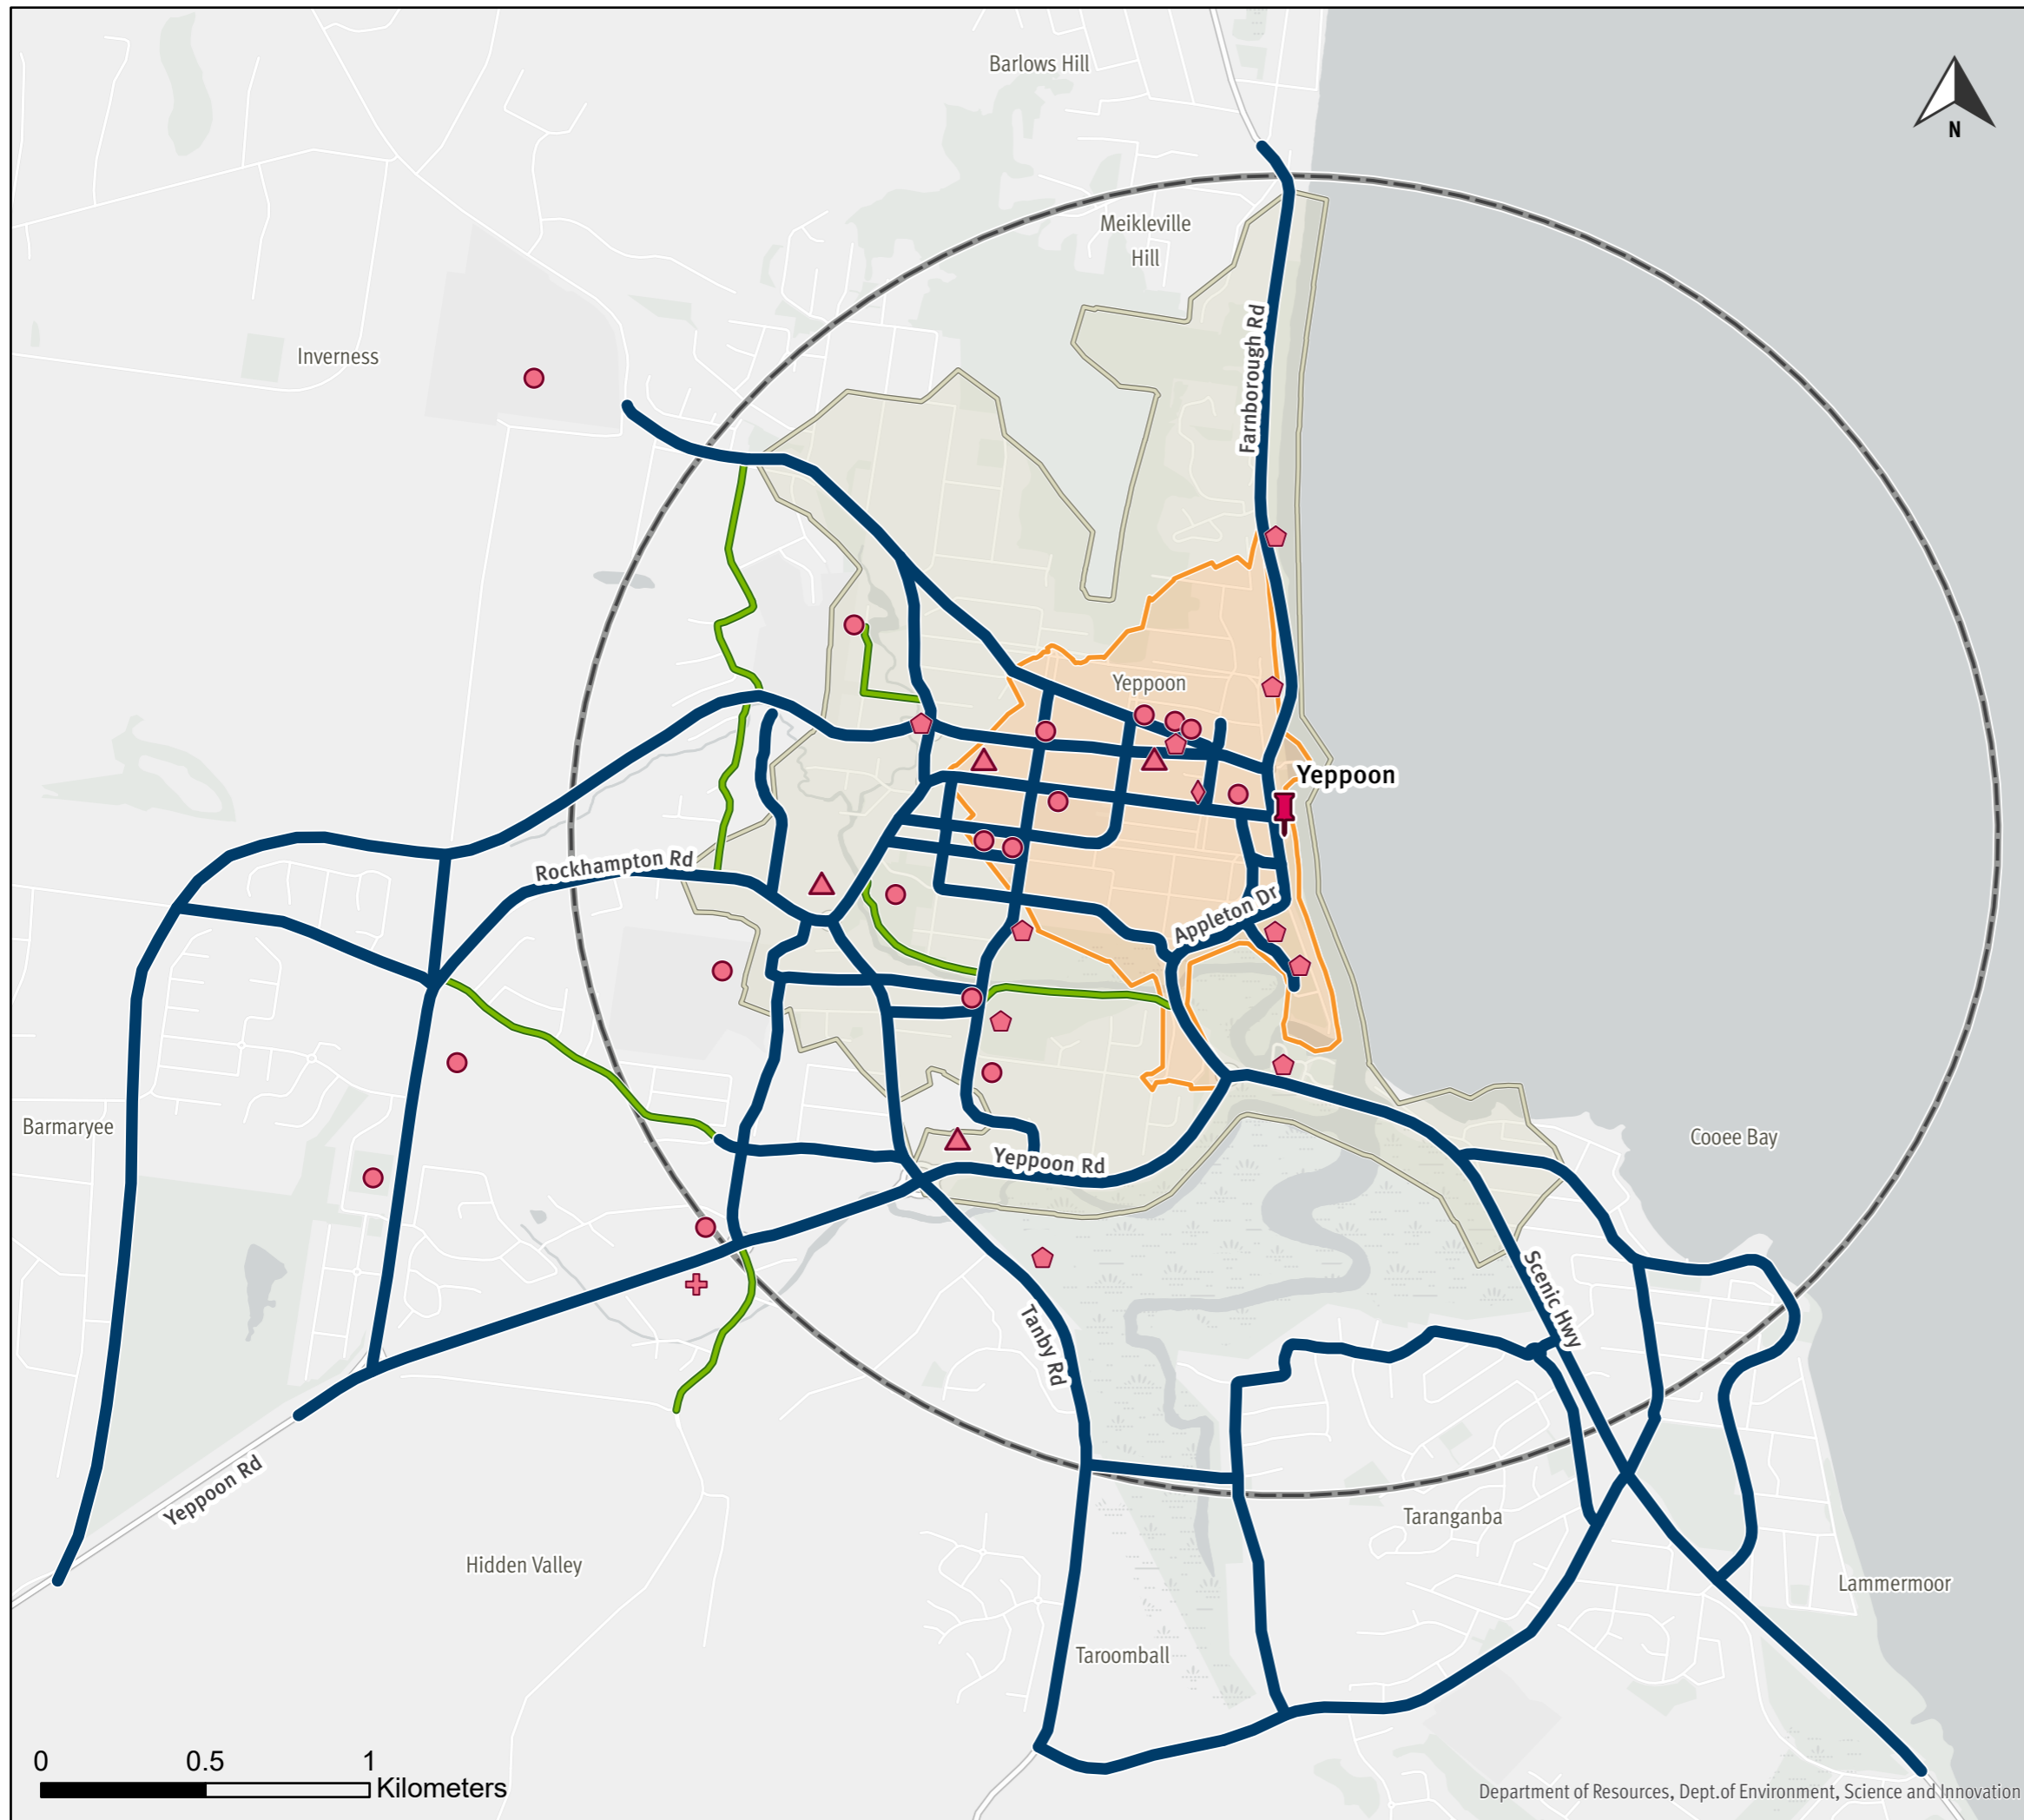 Barlows Hill
N
Meikleville
Hill
Farnborough Rd
Inverness
Yeppoon
Yeppoon
Rockhampton Rd
Appleton Dr
Barmaryee
Cooee Bay
Yeppoon Rd
Scenic Hwy
Tanby Rd
Yeppoon Rd
Taranganba
Hidden Valley
Lammermoor
Taroomball
0 0.5 1
Kilometers
Department of Resources, Dept.of Environment, Science and Innovation